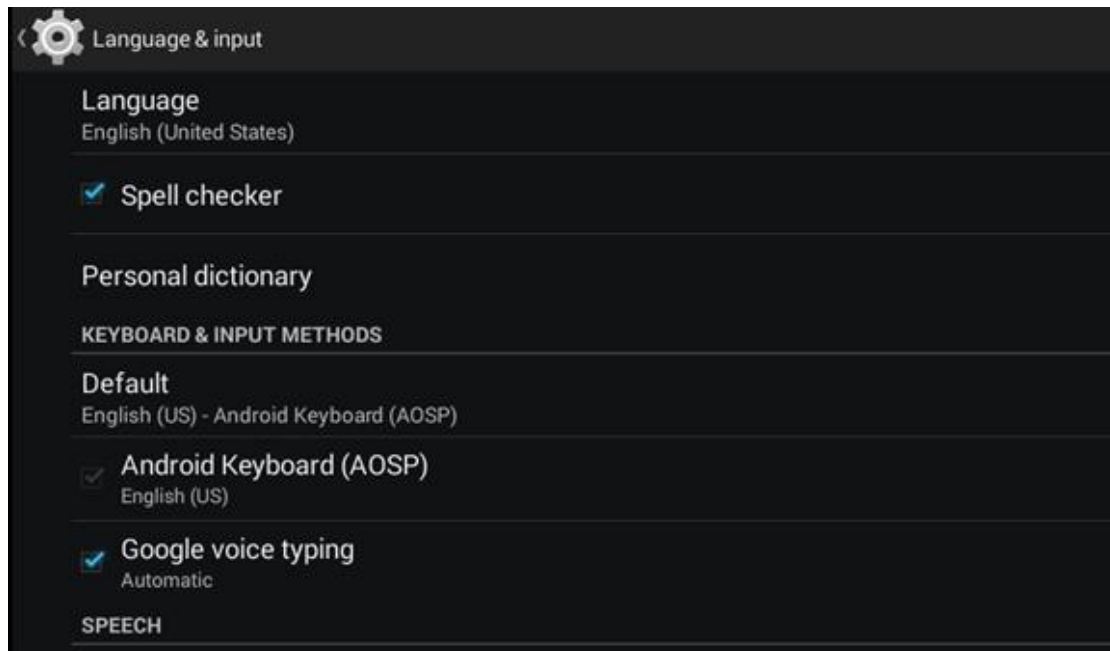 Language & input
Language
English (United States)
Spell checker
Personal dictionary
KEYBOARD & INPUT METHODS
Default
English (US) - Android Keyboard (AOSP)
Android Keyboard (AOSP)
English (US)
Google voice typing
Automatic
SPEECH